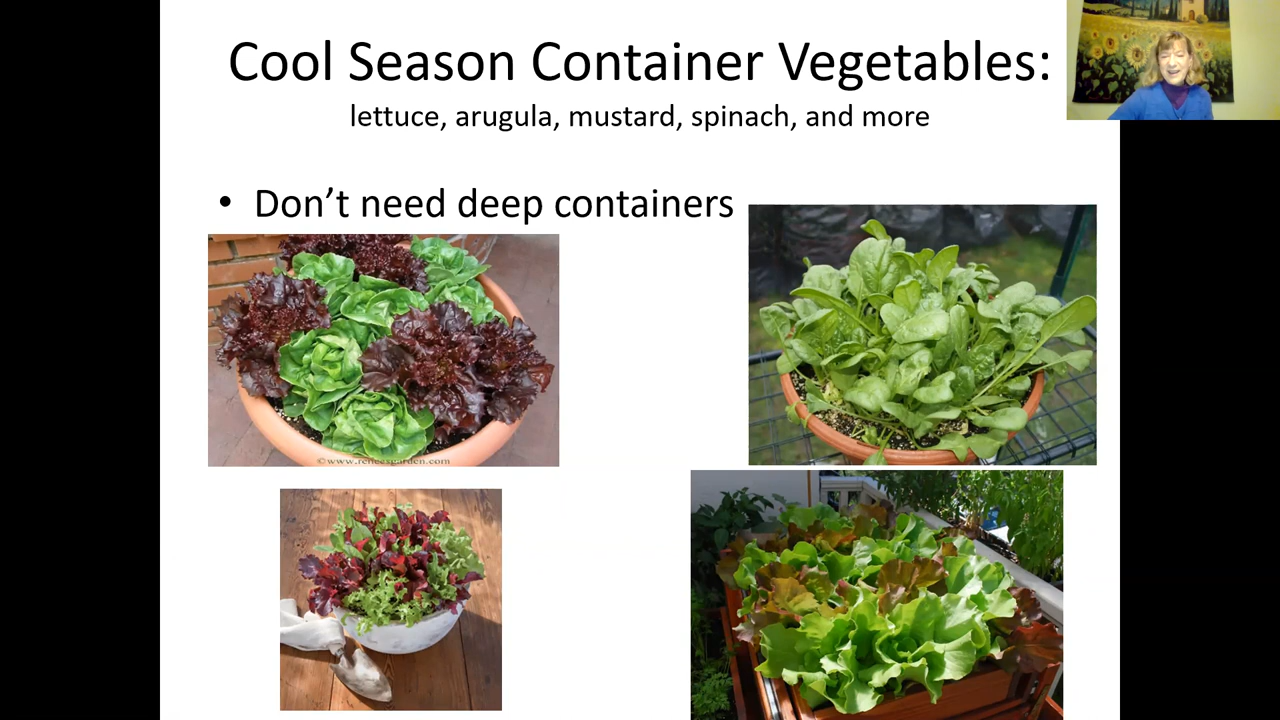 Cool Season Container Vegetables:
lettuce, arugula, mustard, spinach, and more
• Don’t need deep containers
©www.reneesgarden.com